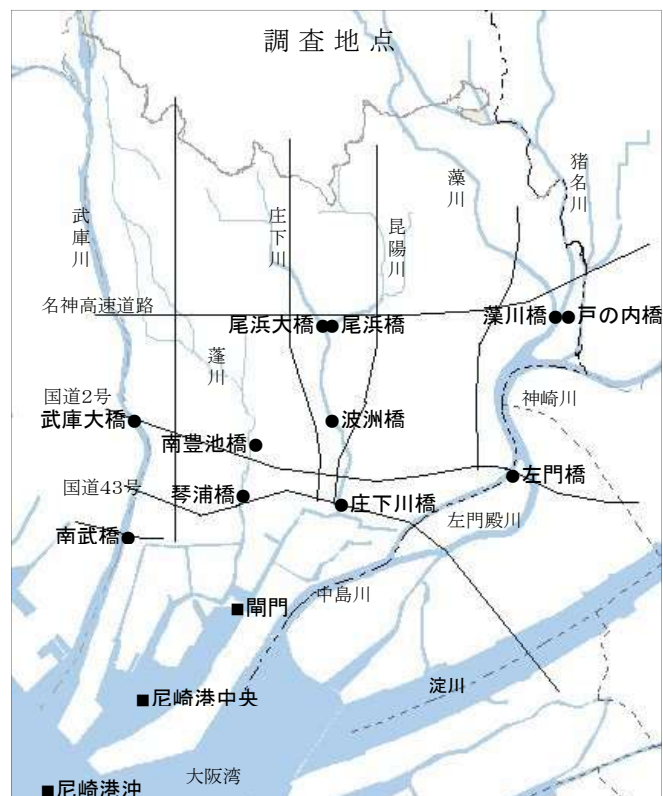 調査地点
猪名川
藻川
武庫川
庄下川
昆陽川
名神高速道路
尾浜大橋
尾浜橋
藻川橋
戸の内橋
蓬川
国道2号
神崎川
武庫大橋
波洲橋
南豊池橋
左門橋
国道43号
琴浦橋
庄下川橋
左門殿川
南武橋
中島川
閘門
淀川
尼崎港中央
大阪湾
尼崎港沖